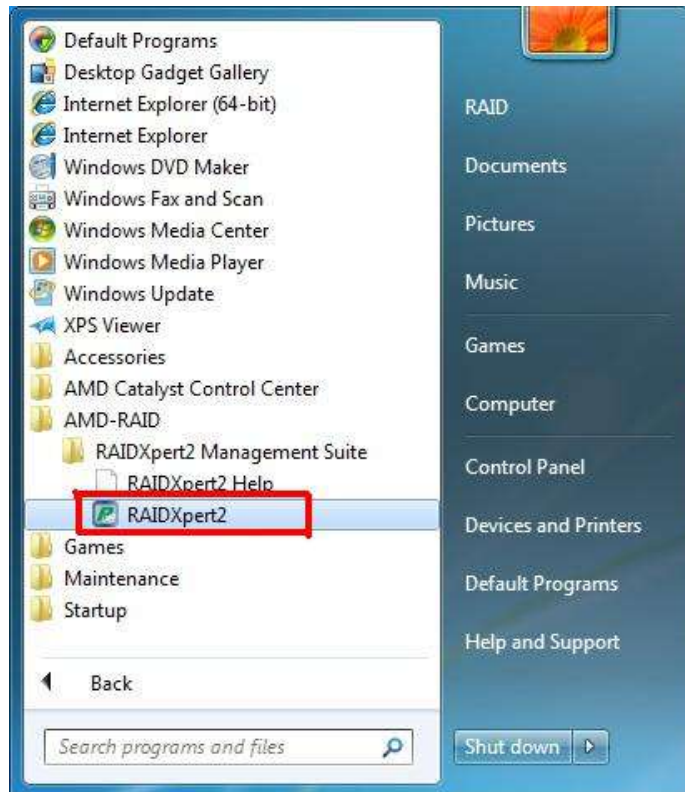 Default Programs
Desktop Gadget Gallery
Internet Explorer (64-bit)
Internet Explorer
Windows DVD Maker
Windows Fax and Scan
Windows Media Center
Windows Media Player
Windows Update
XPS Viewer
Accessories
AMD Catalyst Control Center
AMD-RAID
RAIDXpert2 Management Suite
RAIDXpert2 Help
RAIDXpert2
Games
Maintenance
Startup
Back
Search programs and files
RAID
Documents
Pictures
Music
Games
Computer
Control Panel
Devices and Printers
Default Programs
Help and Support
Shut down